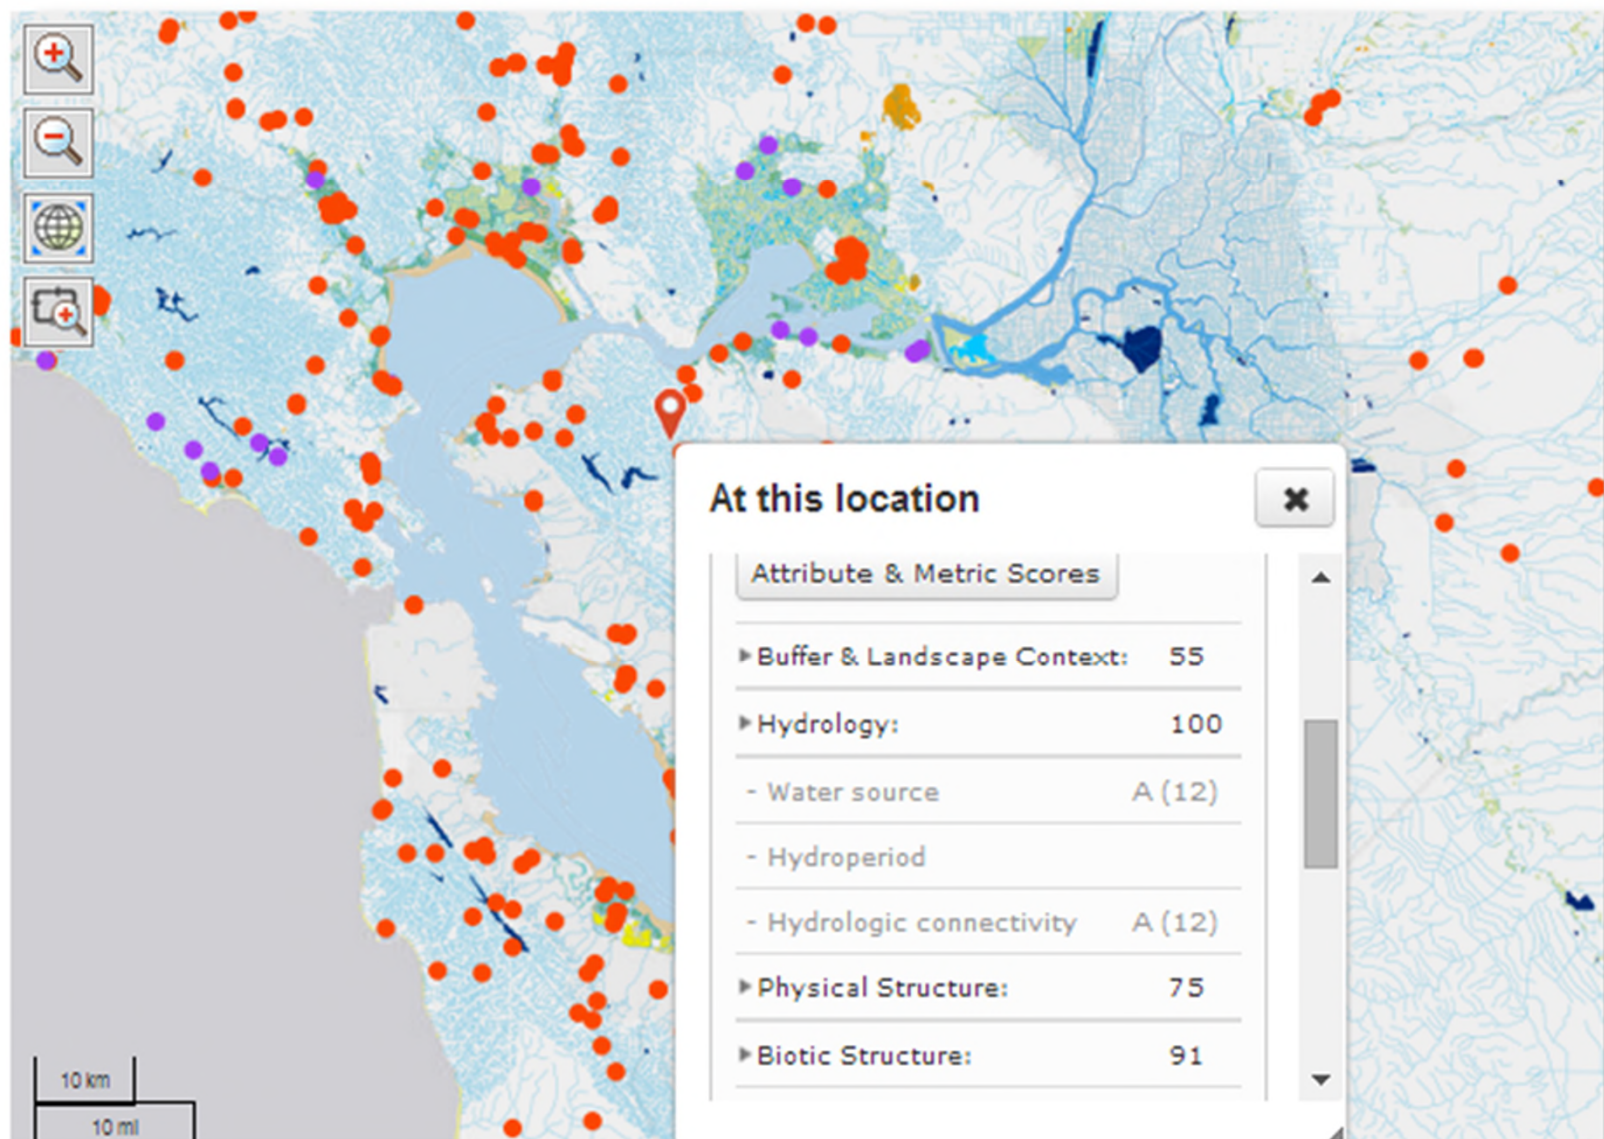 At this location
Attribute & Metric Scores
Buffer & Landscape Context: 55
Hydrology: 100
- Water source A (12)
- Hydroperiod
- Hydrologic connectivity A (12)
Physical Structure: 75
Biotic Structure: 91
10 km
10 mi